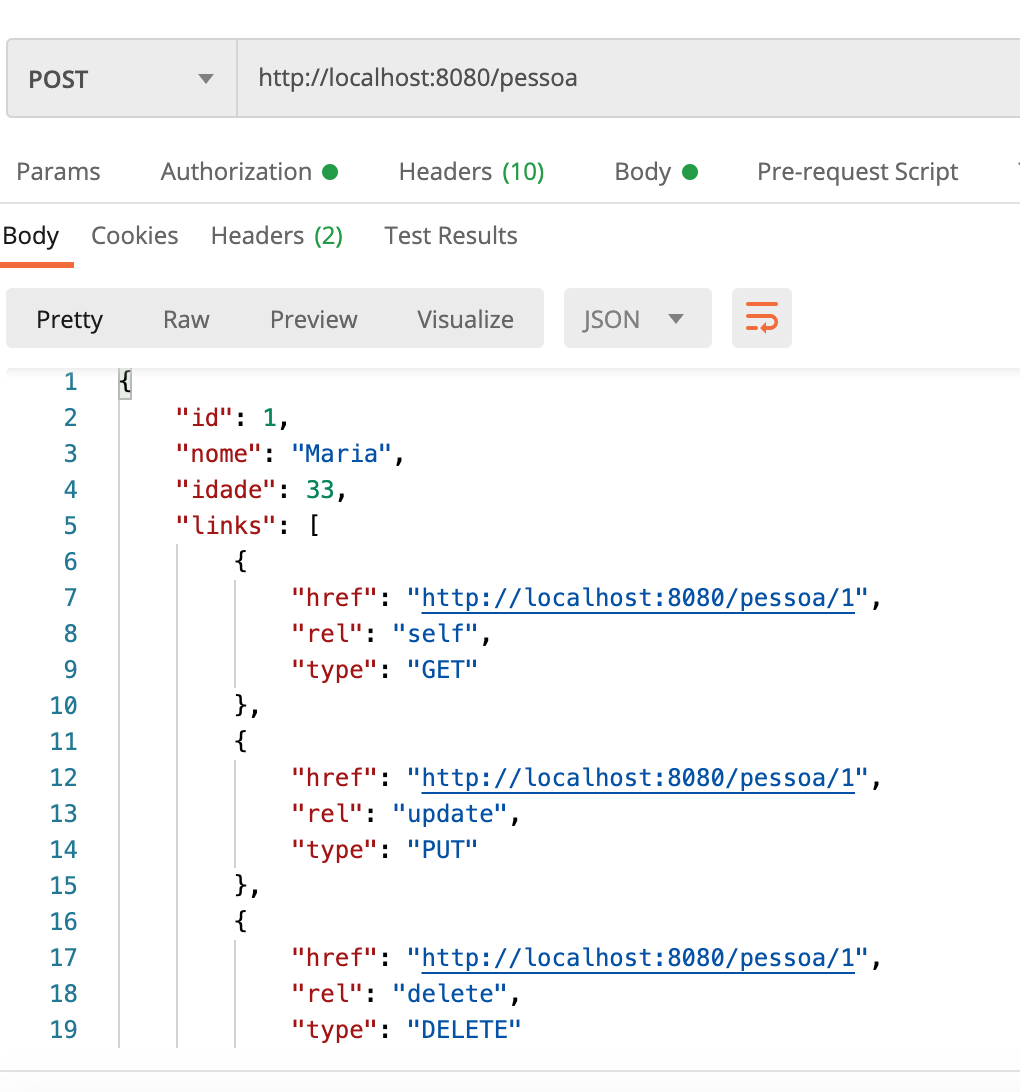 POST http://localhost:8080/pessoa
Params Authorization Headers (10) Body Pre-request Script
Body Cookies Headers (2) Test Results
Pretty Raw Preview Visualize JSON
1 {
2 "id": 1,
3 "nome": "Maria",
4 "idade": 33,
5 "links": [
6 {
7 "href": "http://localhost:8080/pessoa/1",
8 "rel": "self",
9 "type": "GET"
10 },
11 {
12 "href": "http://localhost:8080/pessoa/1",
13 "rel": "update",
14 "type": "PUT"
15 },
16 {
17 "href": "http://localhost:8080/pessoa/1",
18 "rel": "delete",
19 "type": "DELETE"